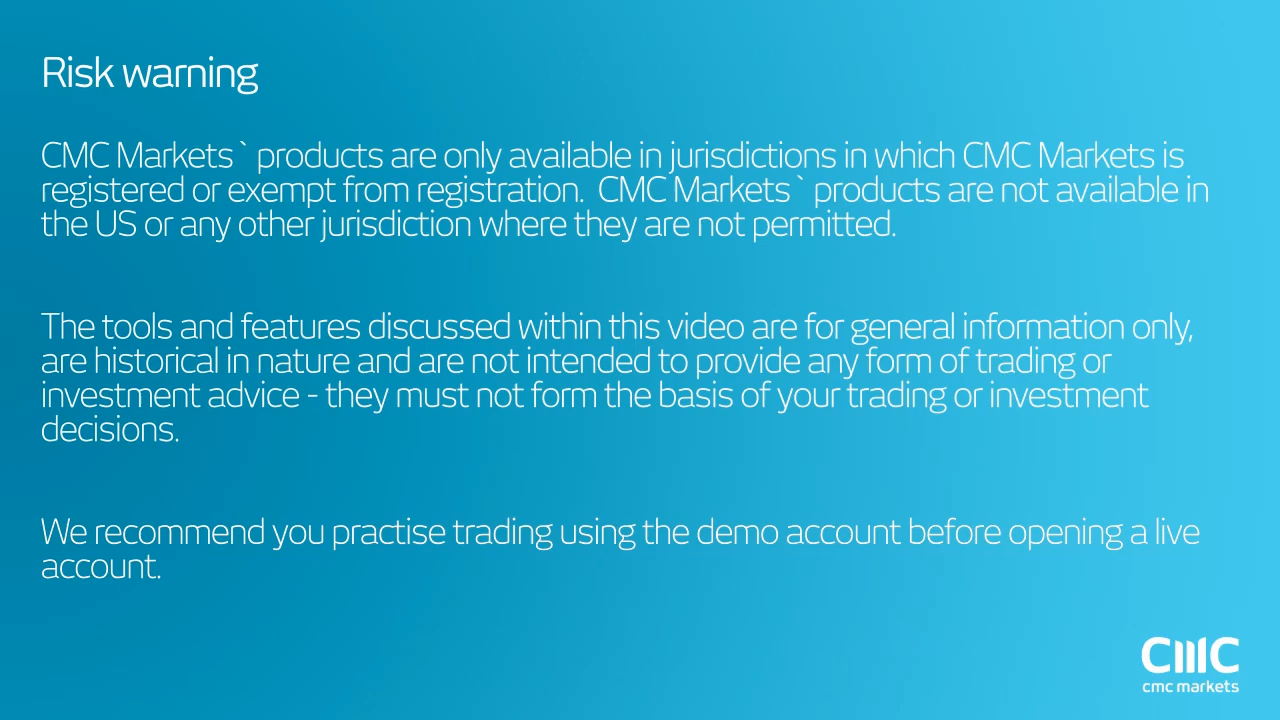 Risk warning
CMC Markets` products are only available in jurisdictions in which CMC Markets is
registered or exempt from registration.  CMC Markets` products are not available in
the US or any other jurisdiction where they are not permitted.
The tools and features discussed within this video are for general information only,
are historical in nature and are not intended to provide any form of trading or
investment advice - they must not form the basis of your trading or investment
decisions.
We recommend you practise trading using the demo account before opening a live
account.
CMC
cmc markets